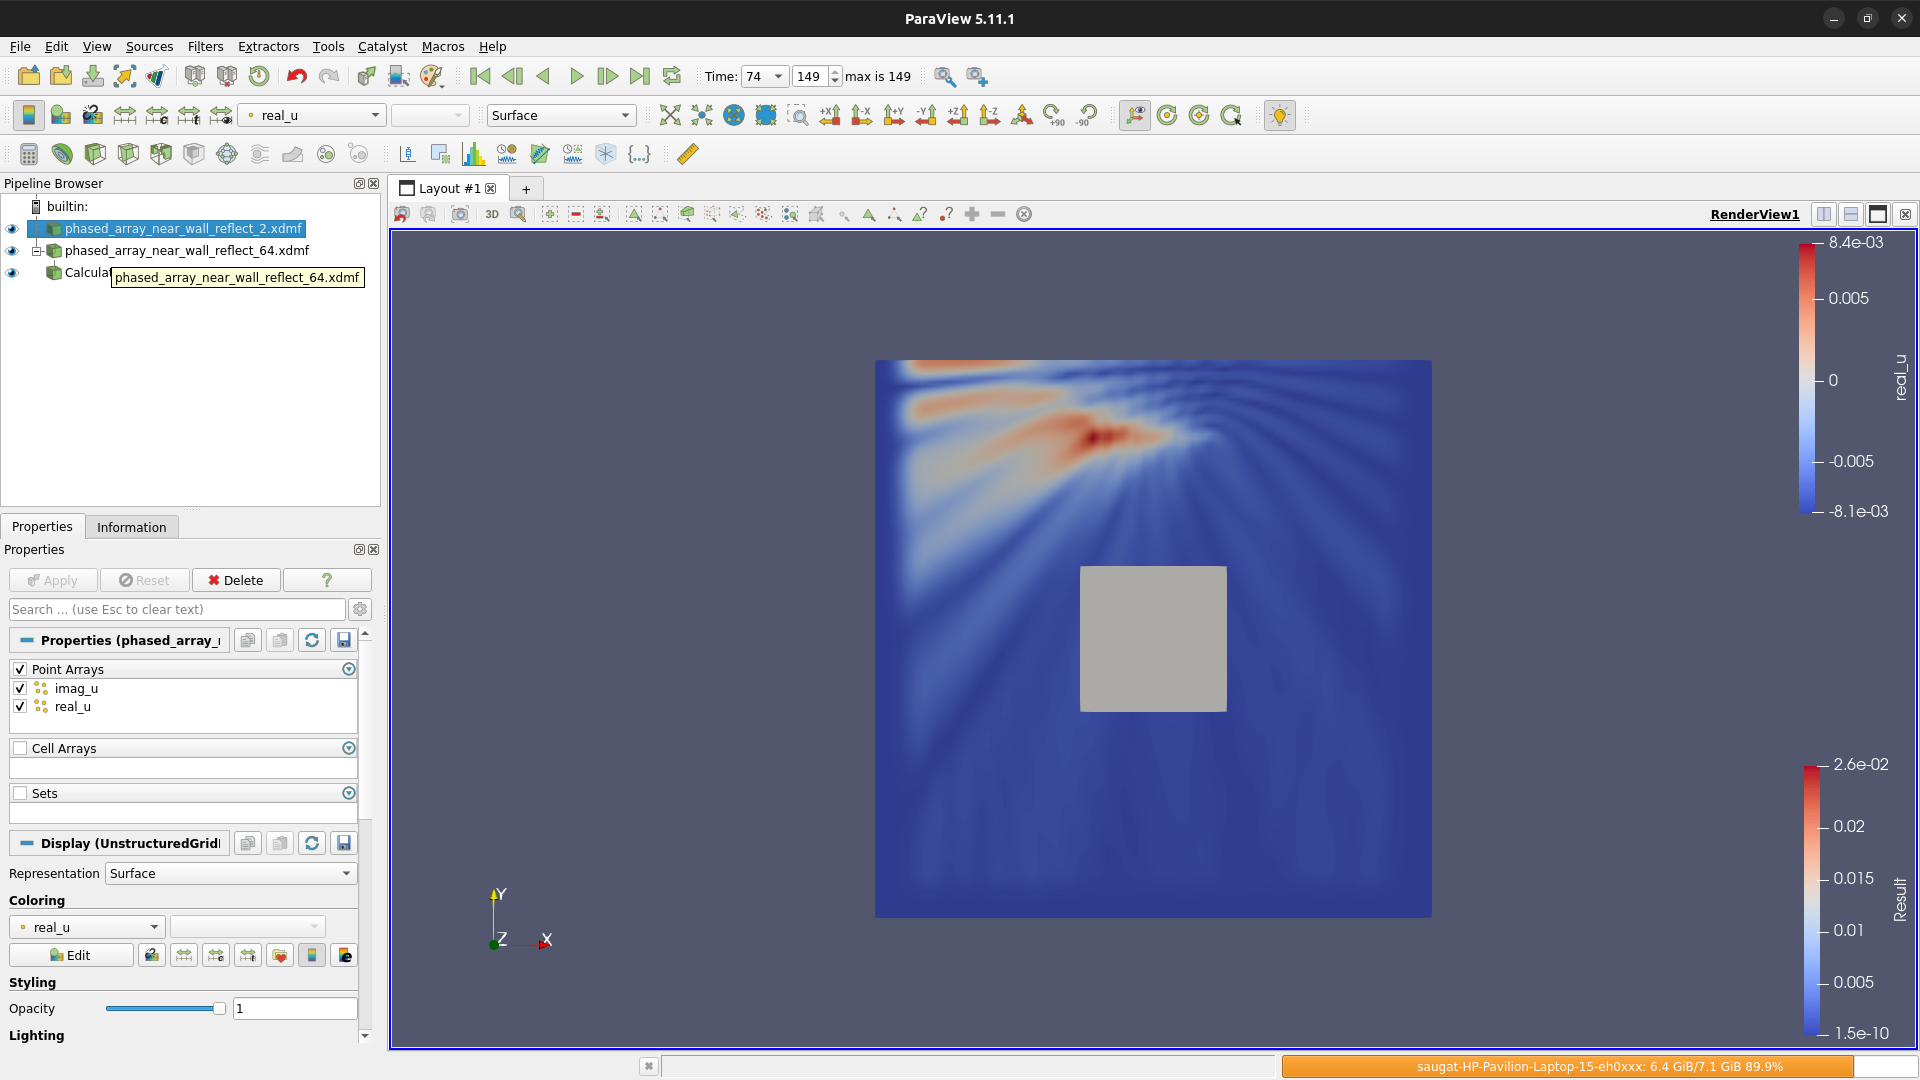 ParaView 5.11.1
File Edit View Sources Filters Extractors Tools Catalyst Macros Help
Time: 74 149 max is 149
real_u Surface +X -X +Y -Y +Z -Z +90 -90
Pipeline Browser
Layout #1 +
builtin:
3D RenderView1
phased_array_near_wall_reflect_2.xdmf
phased_array_near_wall_reflect_64.xdmf
Calculat
phased_array_near_wall_reflect_64.xdmf
8.4e-03
0.005
0
-0.005
-8.1e-03
real_u
Properties Information
Properties
Apply Reset Delete ?
Search ... (use Esc to clear text)
Properties (phased_array_
Point Arrays
imag_u
real_u
Cell Arrays
Sets
Display (UnstructuredGrid
Representation Surface
Coloring
real_u
Edit
Styling
Opacity 1
Lighting
Y
Z X
2.6e-02
0.02
0.015
0.01
0.005
1.5e-10
Result
saugat-HP-Pavilion-Laptop-15-eh0xxx: 6.4 GiB/7.1 GiB 89.9%